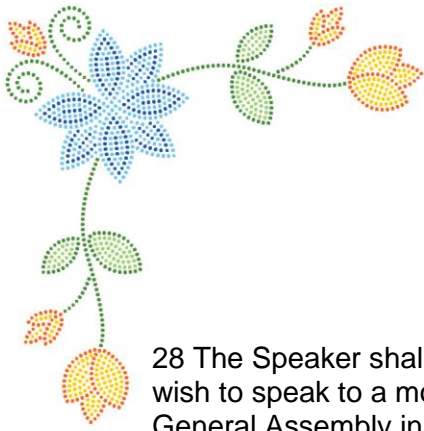 28 The Speaker shal
wish to speak to a mo
General Assembly in